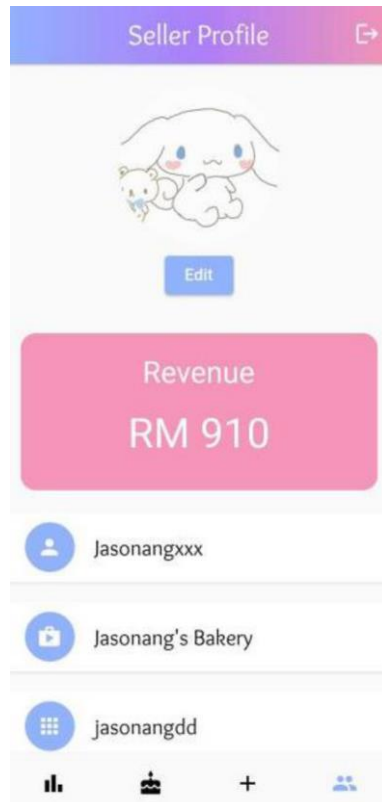 Seller Profile
Edit
Revenue
RM 910
Jasonangxxx
Jasonang's Bakery
jasonangdd